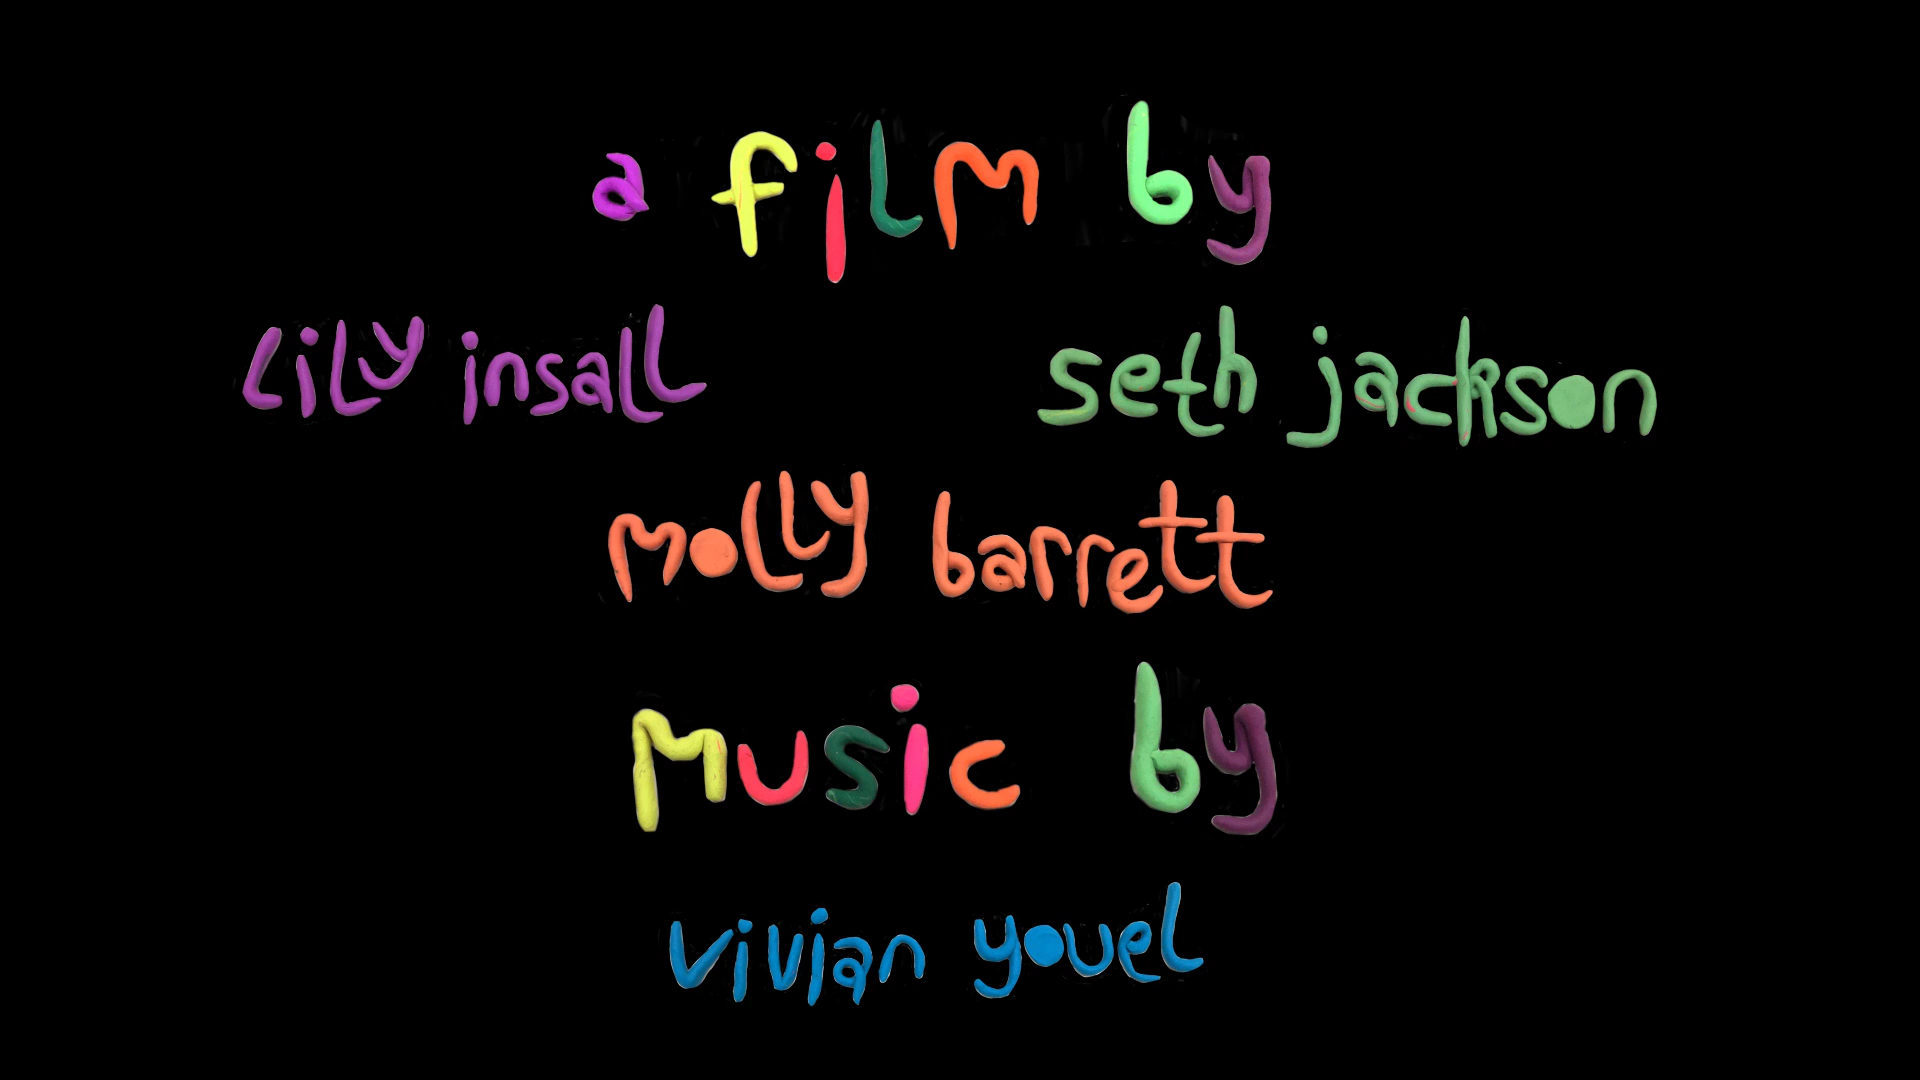 a film by
Lily insall seth jackson
Molly barrett
Music by
Vivian youel